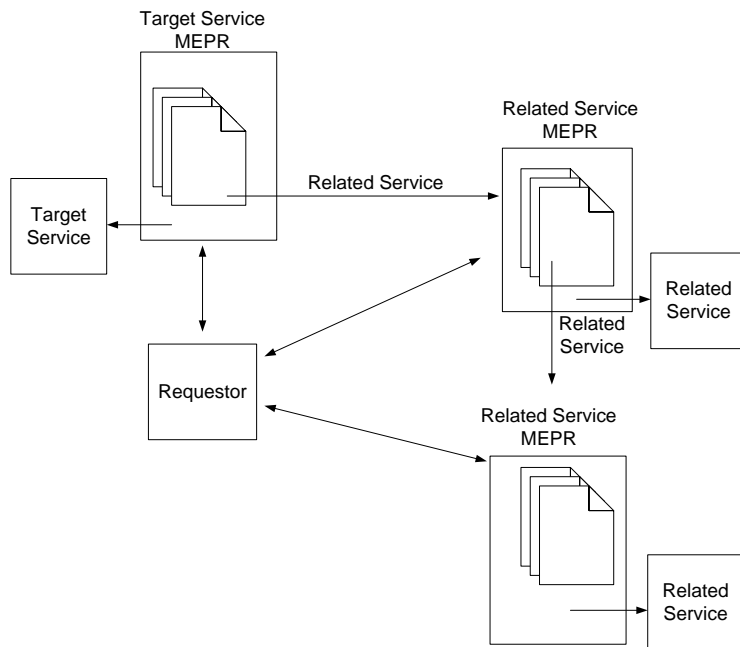 Target Service
MEPR
Related Service
MEPR
Related Service
Target
Service
Related
Service
Related
Service
Requestor
Related Service
MEPR
Related
Service